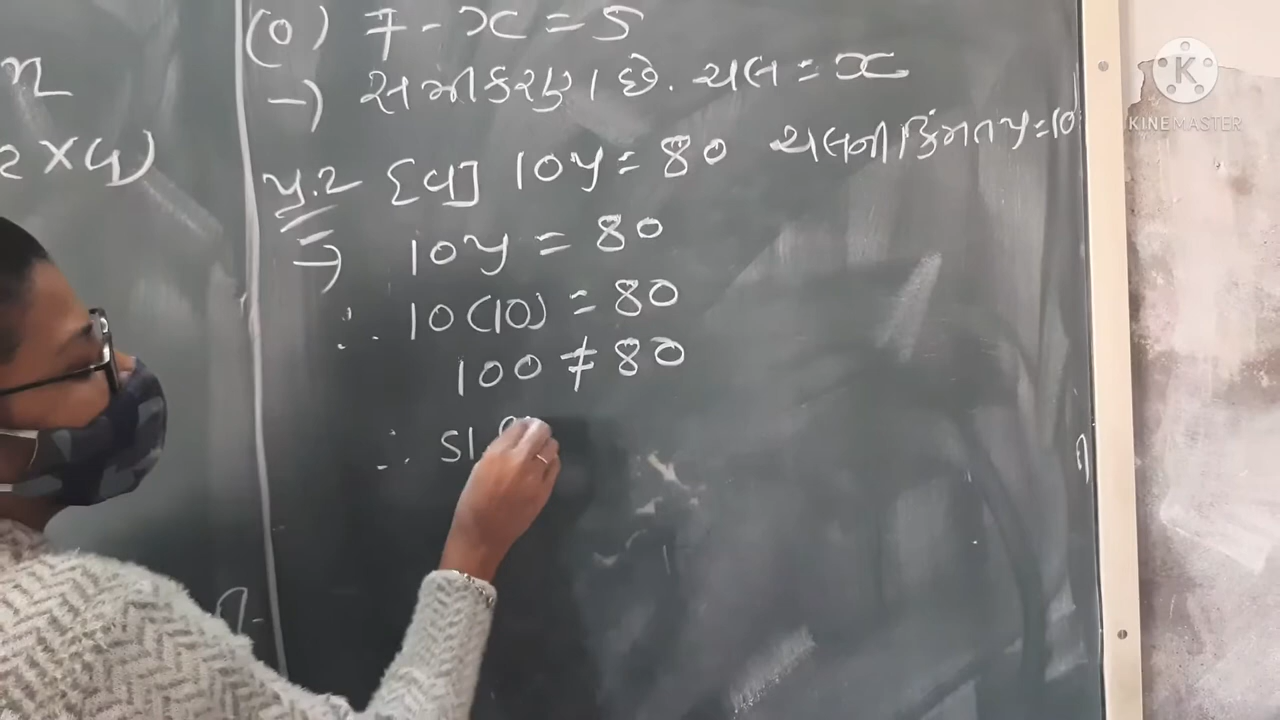 x
2 × 4)
(0) 7 - x = 5
→) સમીકરણ છે. ચલ = x
પ્ર.2 [બ] 10y = 80 ચલની કિંમત y = 10
→) 10y = 80
∴ 10(10) = 80
100 ≠ 80
∴ ડા.
K
KINEMASTER